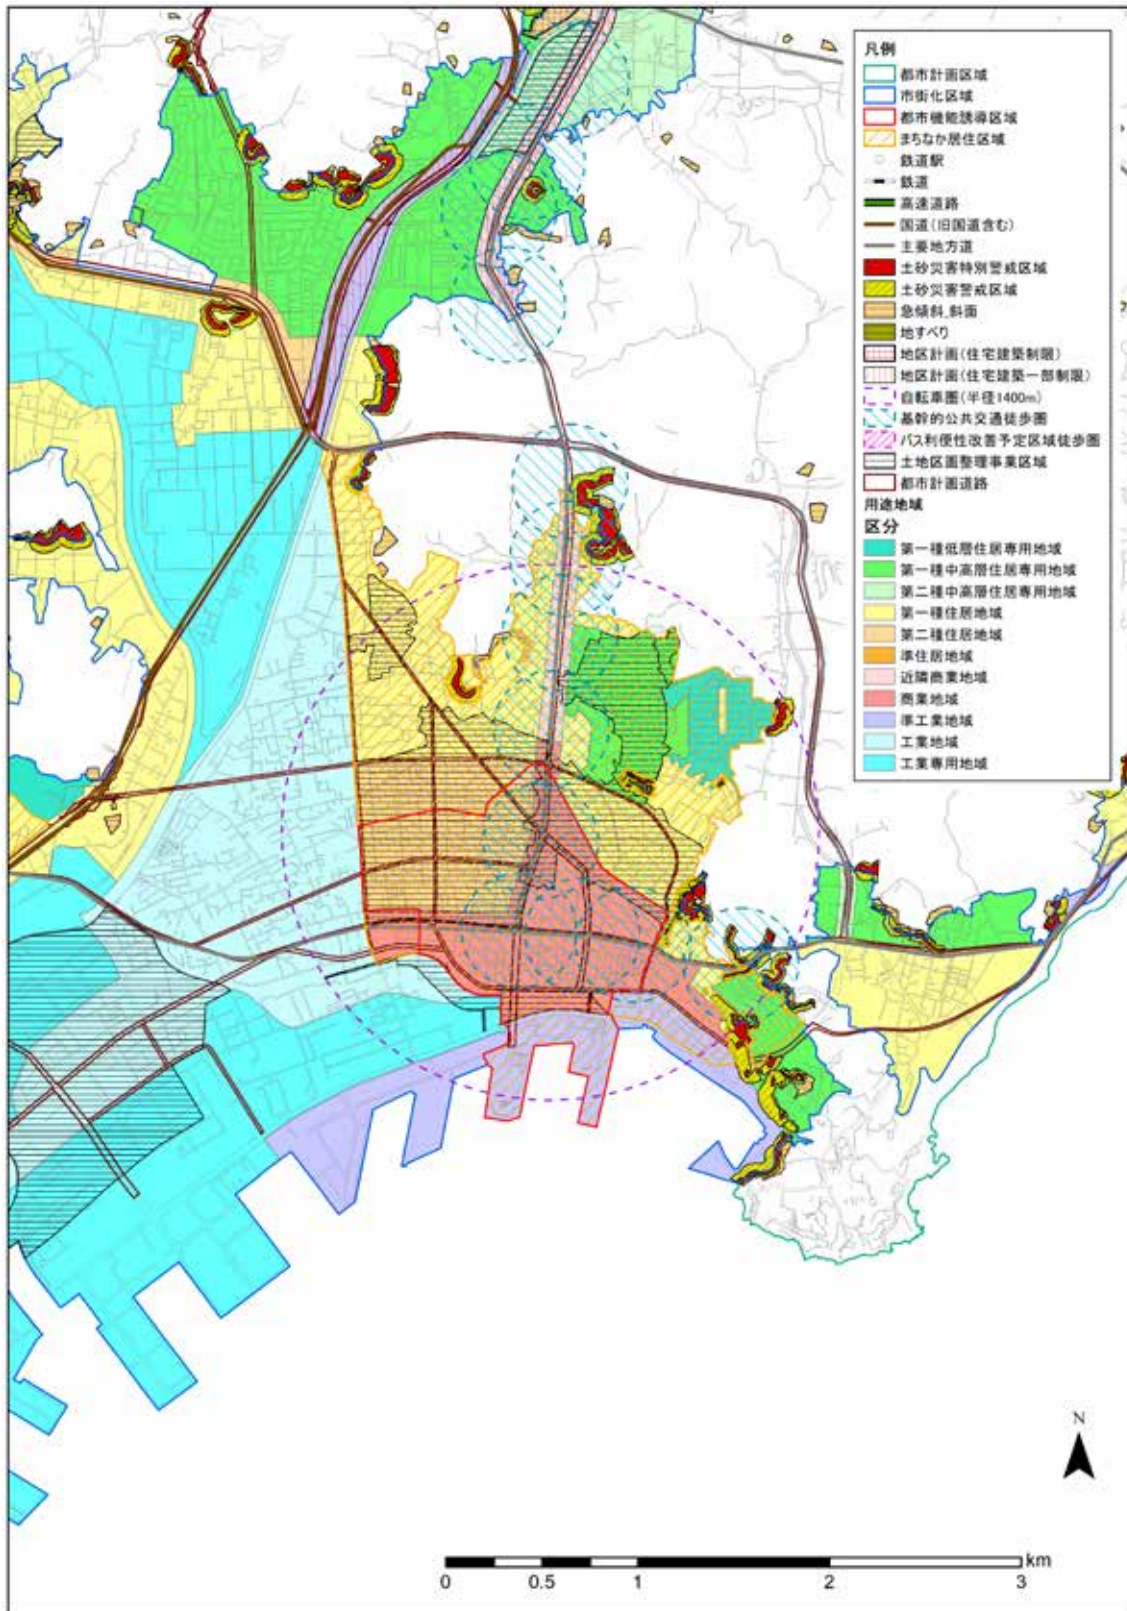 凡例
都市計画区域
市街化区域
都市機能誘導区域
まちなか居住区域
鉄道駅
鉄道
高速道路
国道(旧国道含む)
主要地方道
土砂災害特別警戒区域
土砂災害警戒区域
急傾斜_斜面
地すべり
地区計画(住宅建築制限)
地区計画(住宅建築一部制限)
自転車圏(半径1400m)
基幹的公共交通徒歩圏
バス利便性改善予定区域徒歩圏
土地区画整理事業区域
都市計画道路
用途地域
区分
第一種低層住居専用地域
第一種中高層住居専用地域
第二種中高層住居専用地域
第一種住居地域
第二種住居地域
準住居地域
近隣商業地域
商業地域
準工業地域
工業地域
工業専用地域
N
km
0 0.5 1 2 3